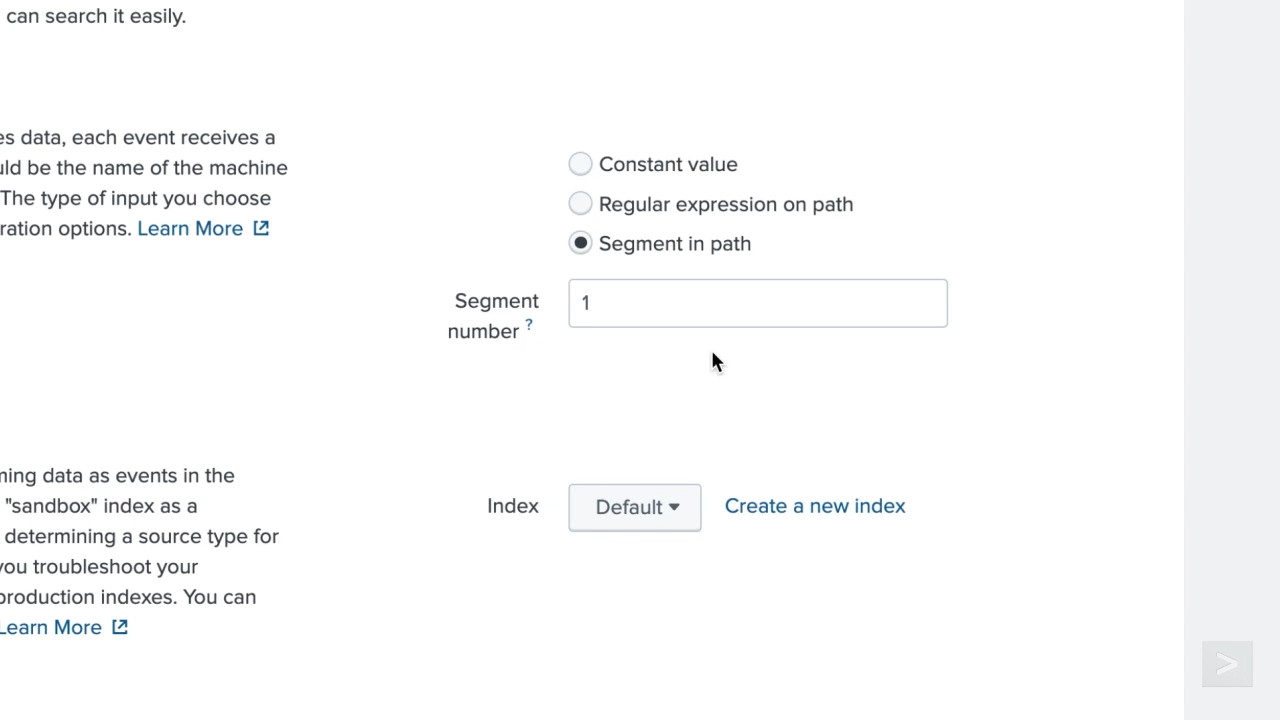 can search it easily.
es data, each event receives a
uld be the name of the machine
The type of input you choose
ration options. Learn More
Constant value
Regular expression on path
Segment in path
Segment
number ?
1
ming data as events in the
"sandbox" index as a
determining a source type for
you troubleshoot your
production indexes. You can
Learn More
Index
Default
Create a new index
>